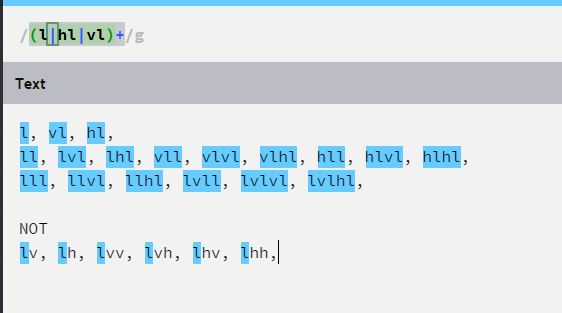 /(l|hl|vl)+/g
Text
l, vl, hl,
ll, lvl, lhl, vll, vlvl, vlhl, hll, hlvl, hlhl,
lll, llvl, llhl, lvll, lvlvl, lvlhl,
NOT
lv, lh, lvv, lvh, lhv, lhh,